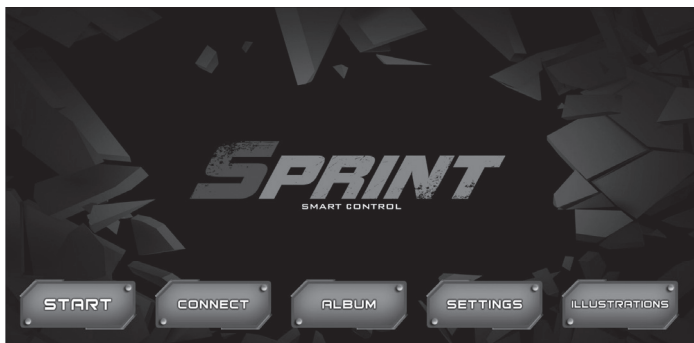 SPRINT
SMART CONTROL
START CONNECT ALBUM SETTINGS ILLUSTRATIONS